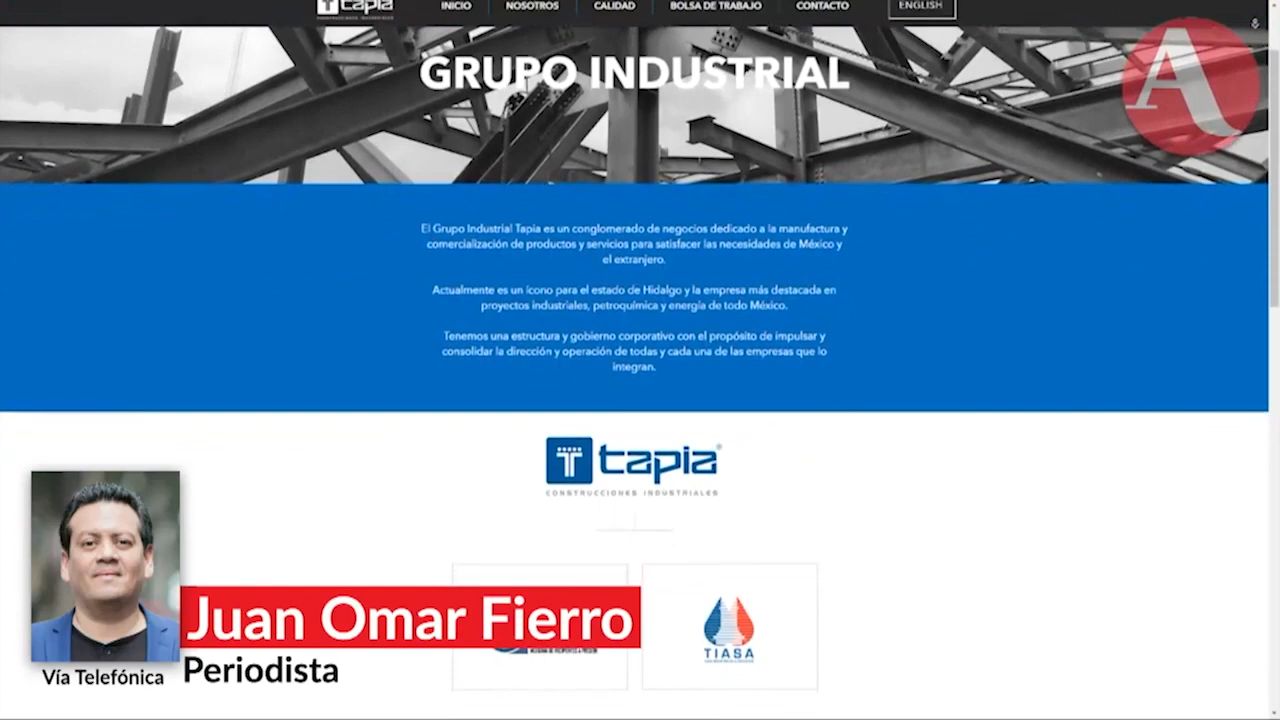 tapia
INICIO
NOSOTROS
CALIDAD
BOLSA DE TRABAJO
CONTACTO
ENGLISH
GRUPO INDUSTRIAL
A
El Grupo Industrial Tapia es un conglomerado de negocios dedicado a la manufactura y
comercialización de productos y servicios para satisfacer las necesidades de México y
el extranjero.
Actualmente es un ícono para el estado de Hidalgo y la empresa más destacada en
proyectos industriales, petroquímica y energía de todo México.
Tenemos una estructura y gobierno corporativo con el propósito de impulsar y
consolidar la dirección y operación de todas y cada una de las empresas que lo
integran.
T tapia®
CONSTRUCCIONES INDUSTRIALES
TIASA
Juan Omar Fierro
Periodista
Vía Telefónica